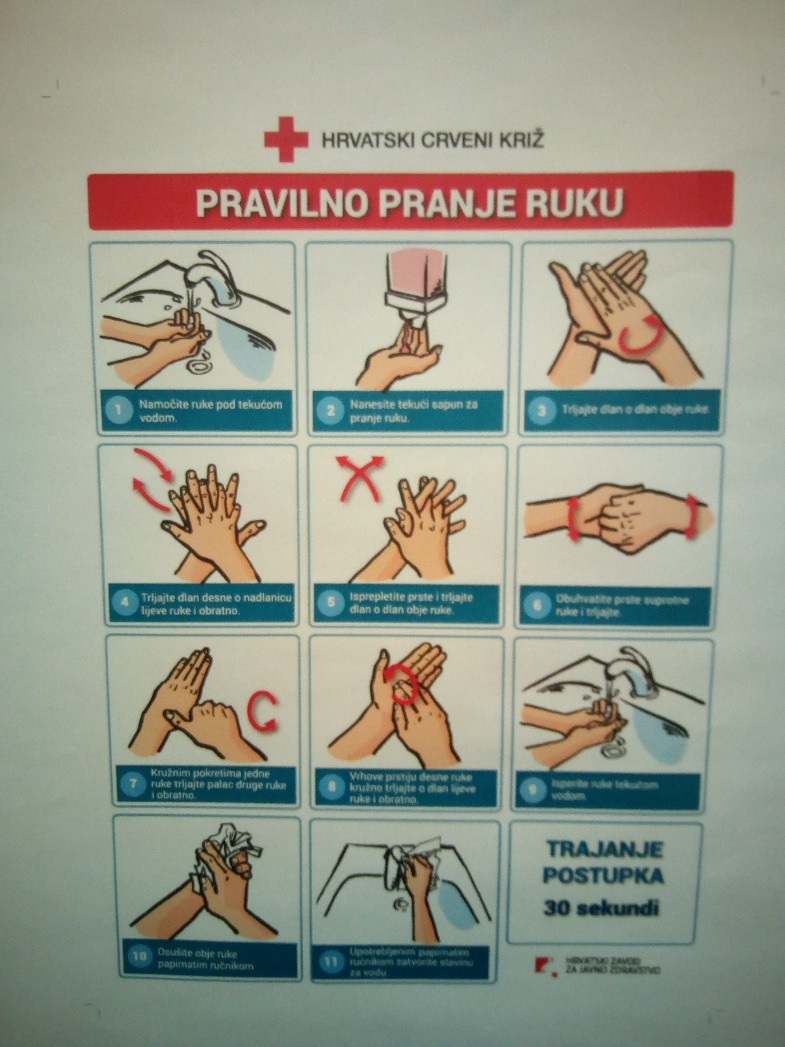 HRVATSKI CRVENI KRIŽ
PRAVILNO PRANJE RUKU
1 Namočite ruke pod tekućom
vodom.
2 Nanesite tekući sapun za
pranje ruku.
3 Trljajte dlan o dlan obje ruke
4 Trljajte dlan desne o nadlanicu
lijeve ruke i obratno.
5 Isprepletite prste i trljajte
dlan o dlan obje ruke.
6 Obuhvatite prste suprotne
ruke i trljajte.
7 Kružnim pokretima jedne
ruke trljajte palac druge ruke
i obratno.
8 Vrhove prstiju desne ruke
kružno trljajte o dlan lijeve
ruke i obratno.
9 Isperite ruke tekućom
vodom.
10 Osušite obje ruke
papirnatim ručnikom
11 Upotrebljenim papirnatim
ručnikom zatvorite slavinu
za vodu.
TRAJANJE
POSTUPKA
30 sekundi
HRVATSKI ZAVOD
ZA JAVNO ZDRAVSTVO